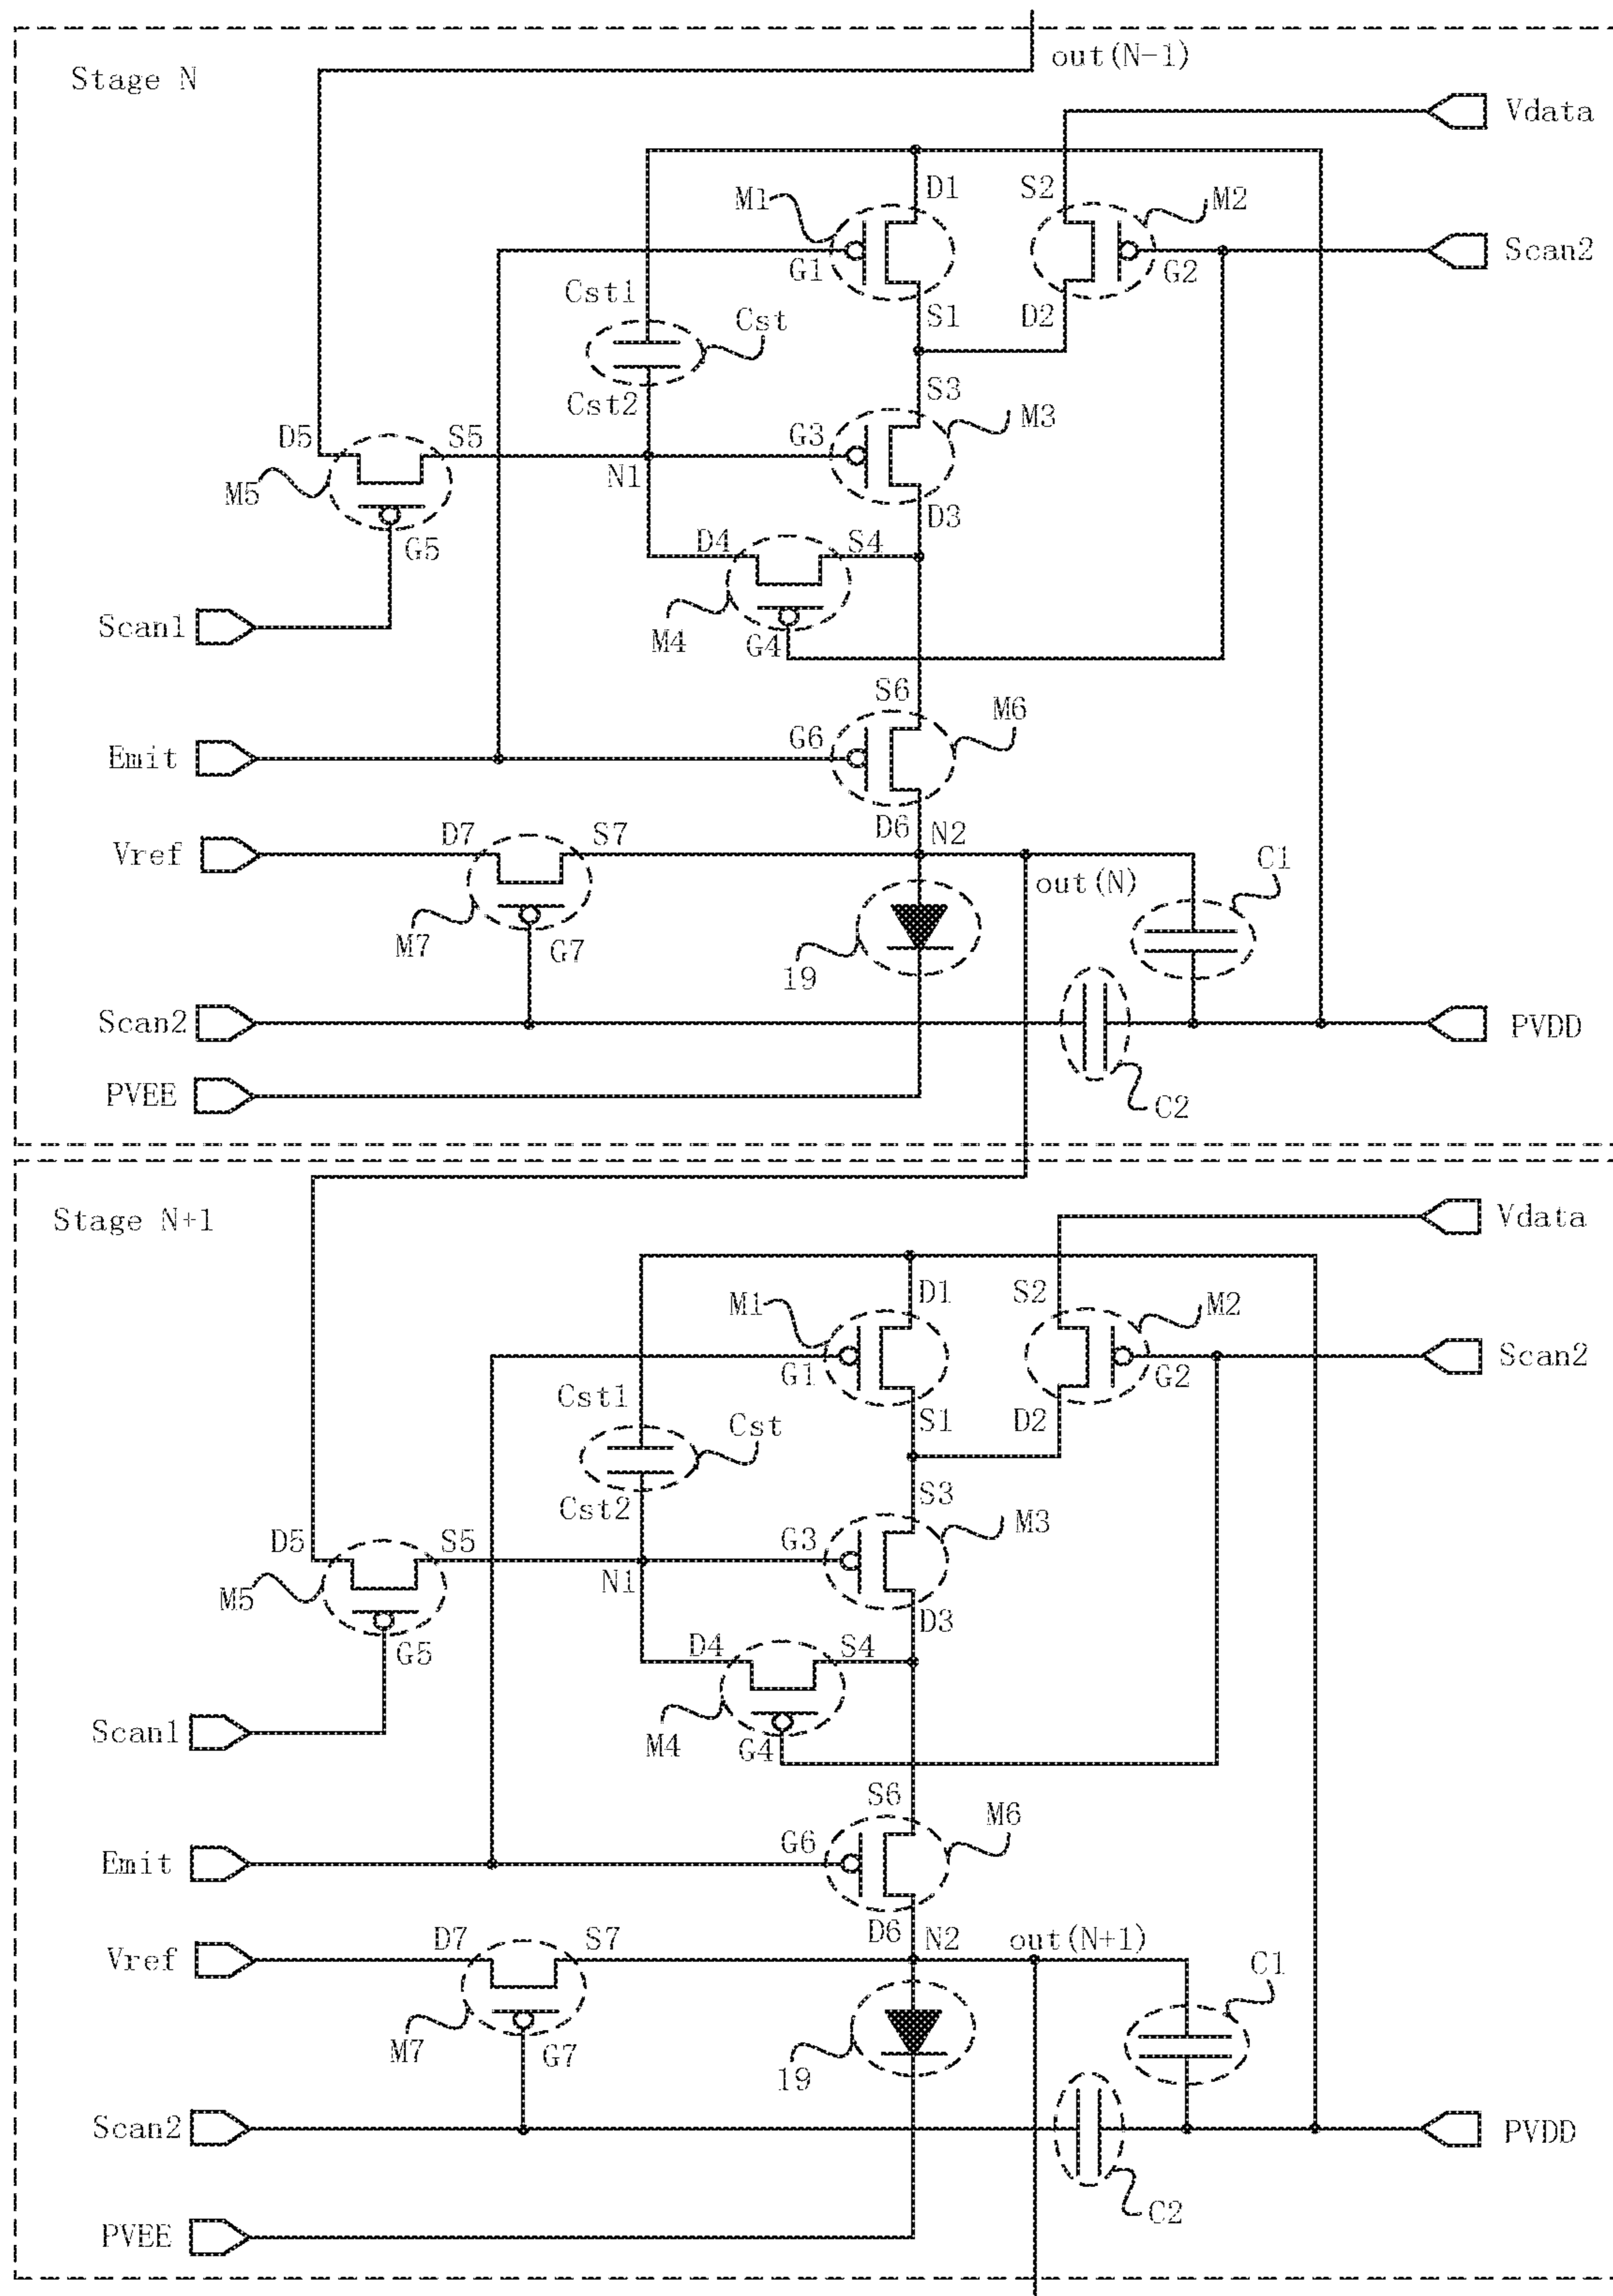 out(N-1)
Stage N
Vdata
D1
S2
M1
M2
G1
G2
Scan2
Cst1
S1
D2
Cst
Cst2
S3
M3
D5
S5
G3
N1
M5
D3
G5
D4
S4
Scan1
M4
G4
S6
M6
Emit
G6
D6
N2
Vref
D7
S7
C1
out(N)
M7
G7
19
Scan2
PVDD
PVEE
C2
Stage N+1
Vdata
D1
S2
M1
M2
G1
G2
Scan2
Cst1
S1
D2
Cst
Cst2
S3
M3
D5
S5
G3
N1
M5
D3
G5
D4
S4
Scan1
M4
G4
S6
M6
Emit
G6
D6
N2
out(N+1)
Vref
D7
S7
C1
M7
G7
19
Scan2
PVDD
C2
PVEE